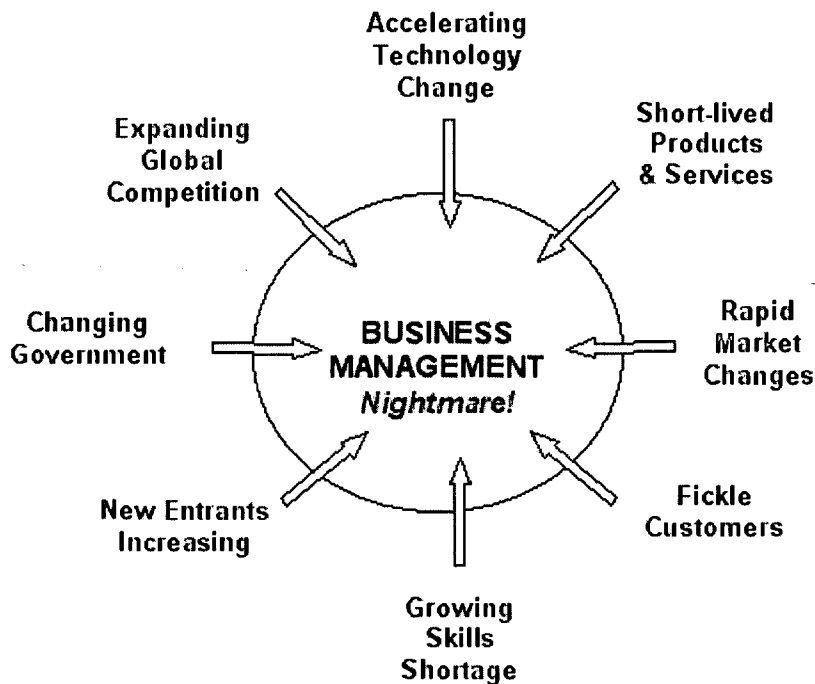 Accelerating
Technology
Change
Short-lived
Products
& Services
Rapid
Market
Changes
Fickle
Customers
Growing
Skills
Shortage
New Entrants
Increasing
Changing
Government
Expanding
Global
Competition
BUSINESS
MANAGEMENT
Nightmare!